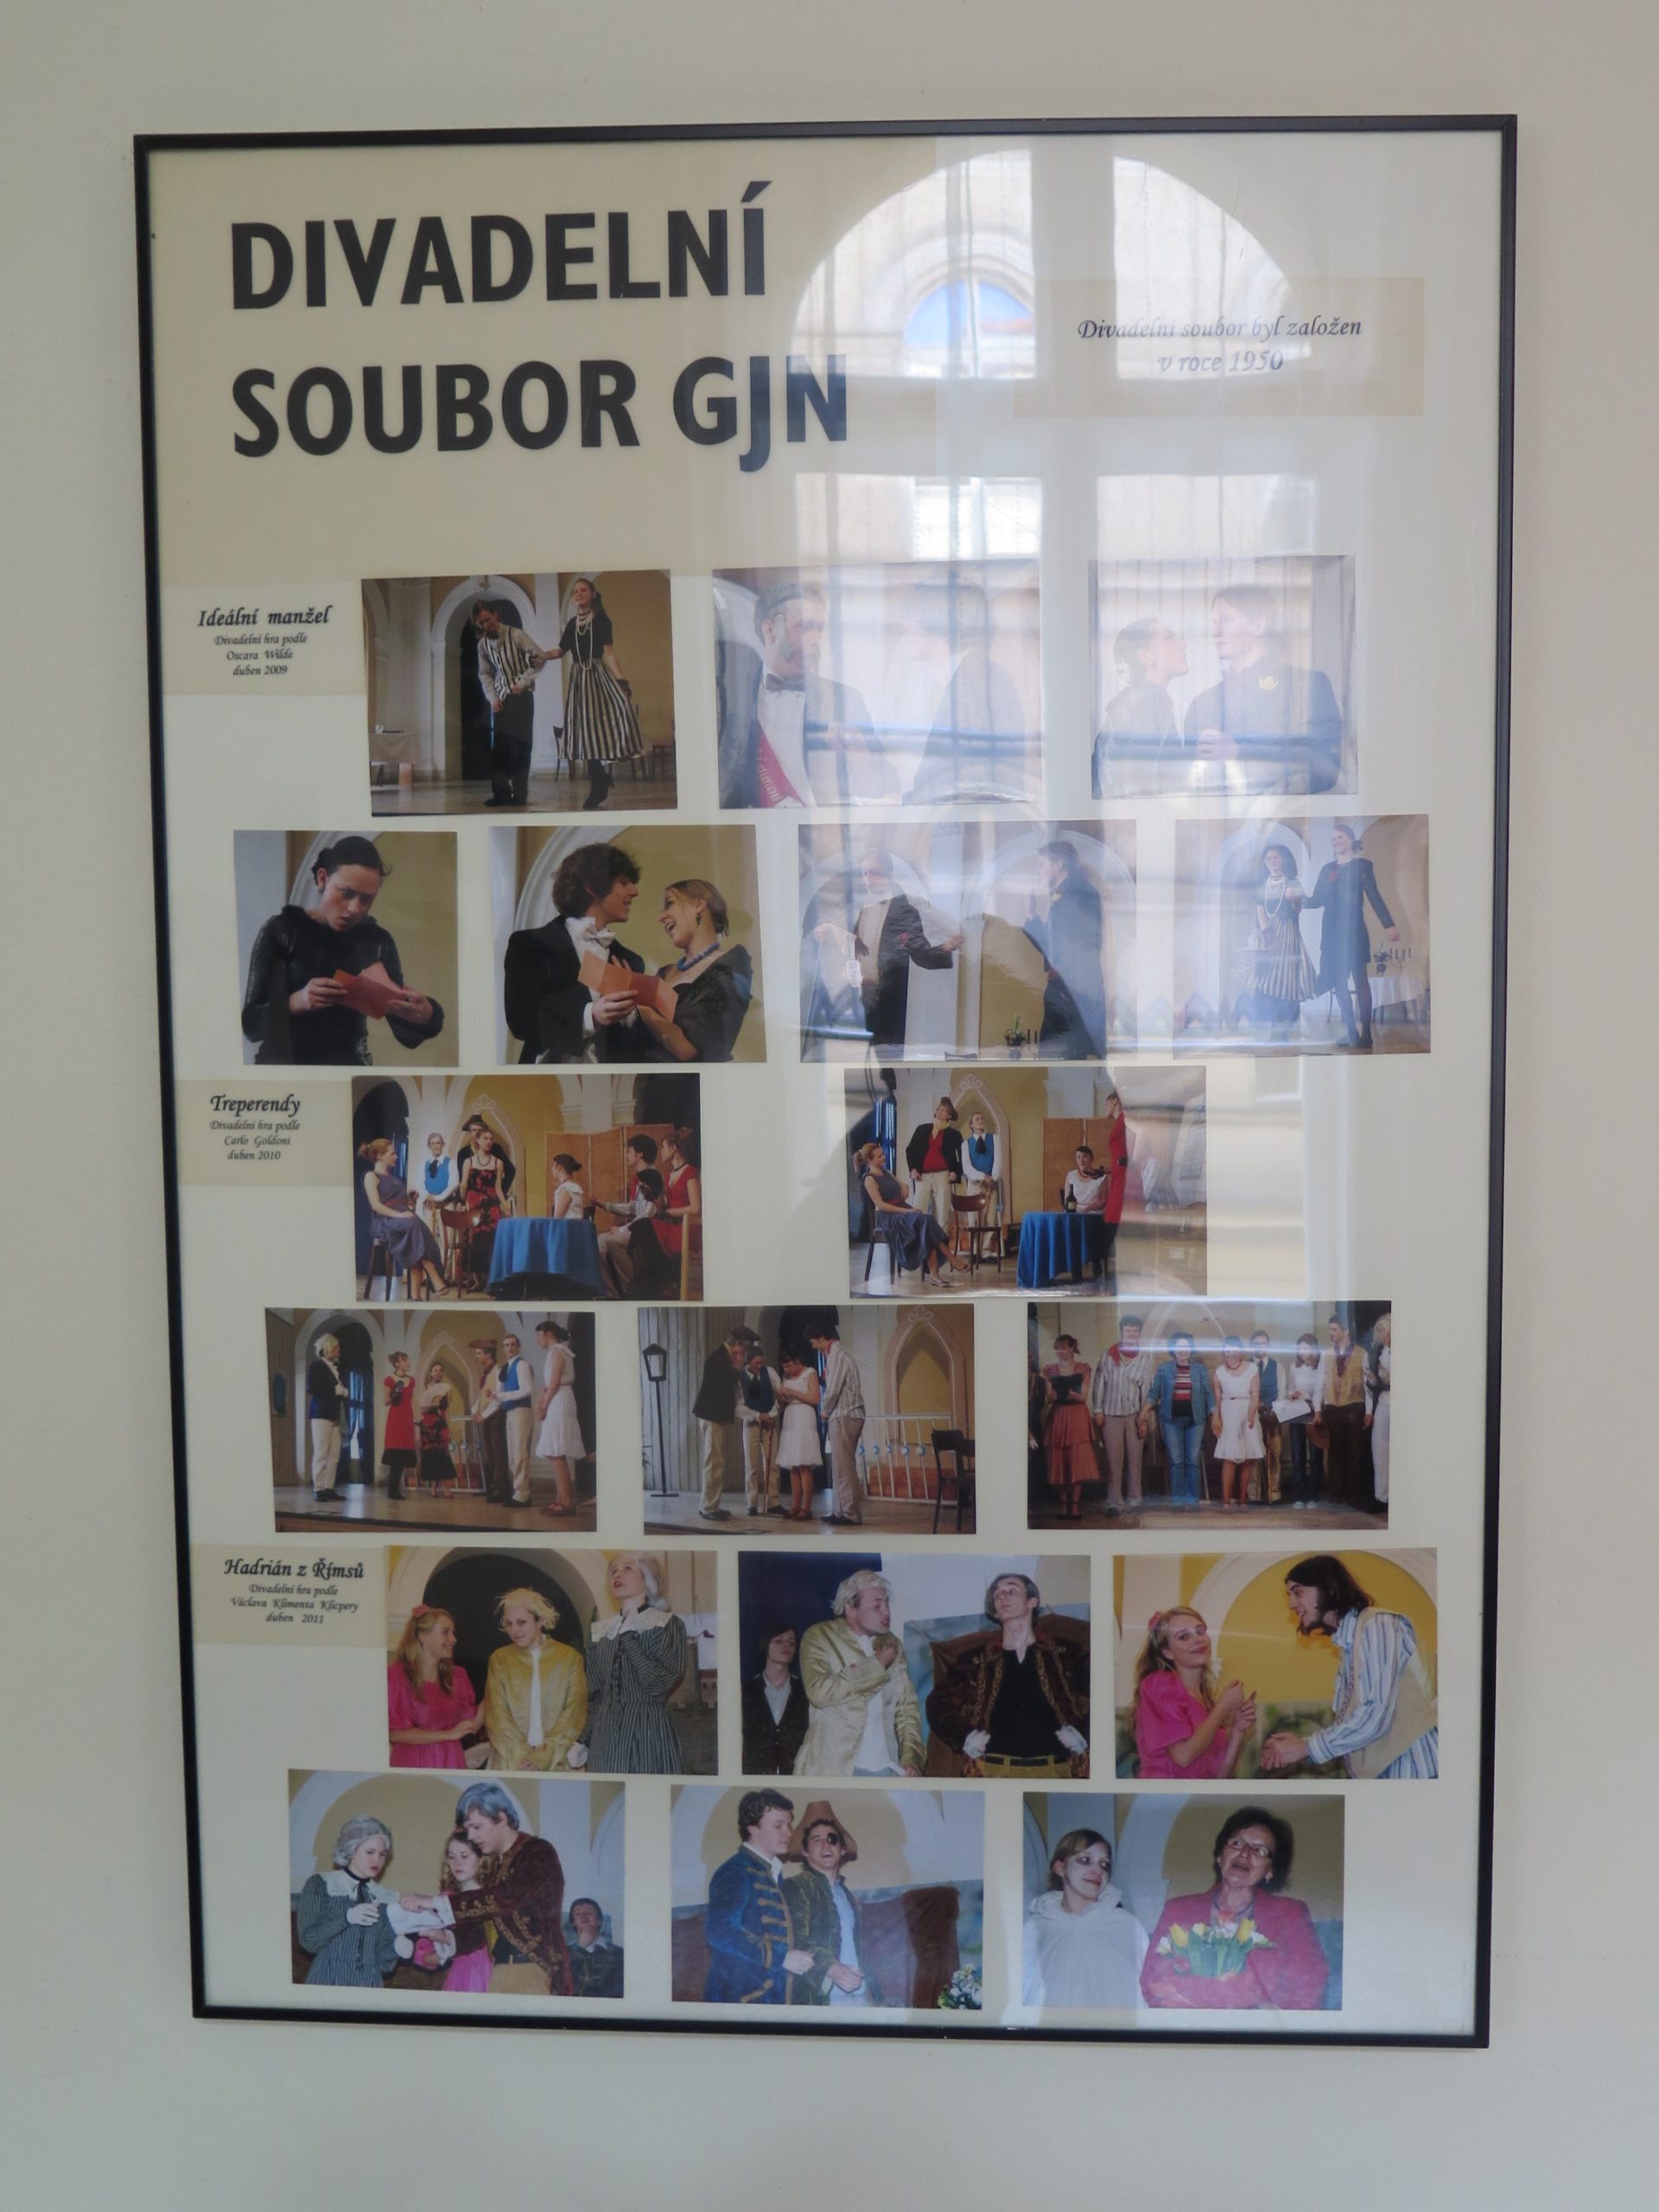 DIVADELNÍ
SOUBOR GJN
Divadelní soubor byl založen
v roce 1950
Ideální manžel
Divadelní hra podle
Oscara Wilde
duben 2009
Treperendy
Divadelní hra podle
Carlo Goldoni
duben 2010
Hadrián z Římsů
Divadelní hra podle
Václava Klimenta Klicpery
duben 2011